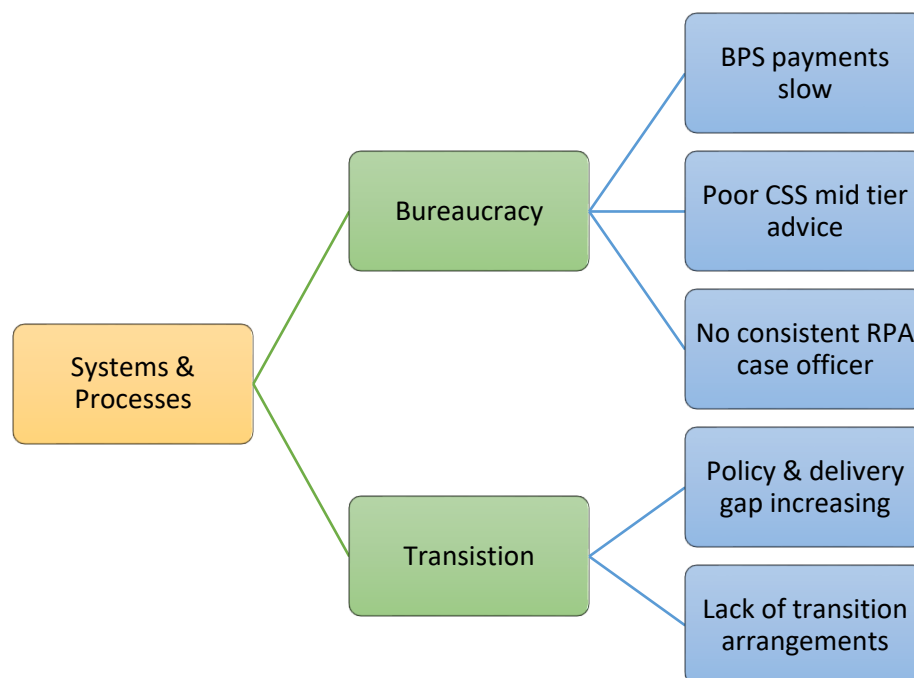 Systems &
Processes
Bureaucracy
BPS payments
slow
Poor CSS mid tier
advice
No consistent RPA
case officer
Transistion
Policy & delivery
gap increasing
Lack of transition
arrangements